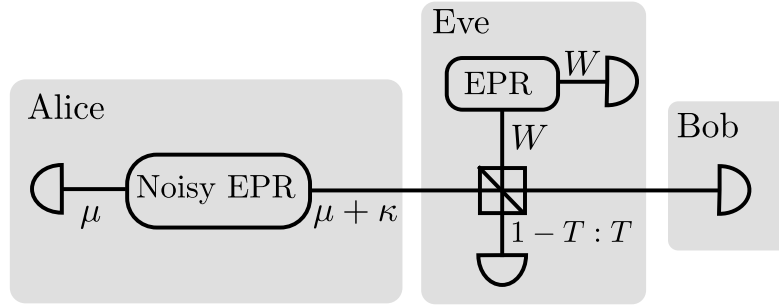 Eve
EPR
W
W
Alice
Bob
Noisy EPR
μ
μ + κ
1 − T : T